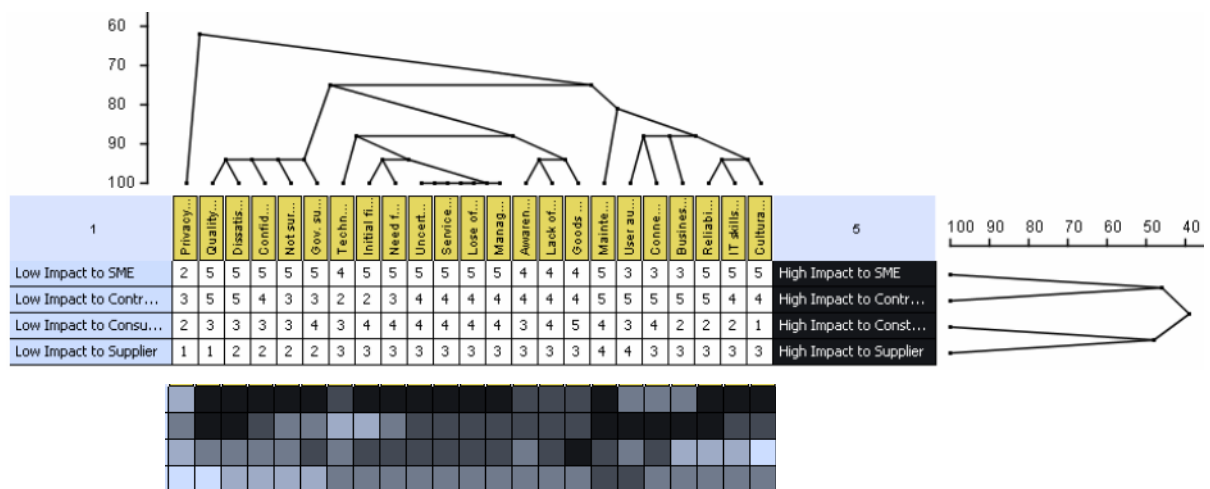 60
70
80
90
100
1 Privacy... Quality... Dissatis... Confid... Not sur... Gov. su... Techn... Initial fi... Need f... Uncert... Service... Lose of... Manag... Awaren... Lack of... Goods ... Mainte... User au... Conne... Busines... Reliabi... IT skills... Cultura... 5
100 90 80 70 60 50 40
Low Impact to SME 2 5 5 5 5 5 4 5 5 5 5 5 5 4 4 4 5 3 3 3 5 5 5 High Impact to SME
Low Impact to Contr... 3 5 5 4 3 3 2 2 3 4 4 4 4 4 4 4 5 5 5 5 5 4 4 High Impact to Contr...
Low Impact to Consu... 2 3 3 3 3 4 3 4 4 4 4 4 4 3 4 5 4 3 4 2 2 2 1 High Impact to Const...
Low Impact to Supplier 1 1 2 2 2 2 3 3 3 3 3 3 3 3 3 3 4 4 3 3 3 3 3 High Impact to Supplier